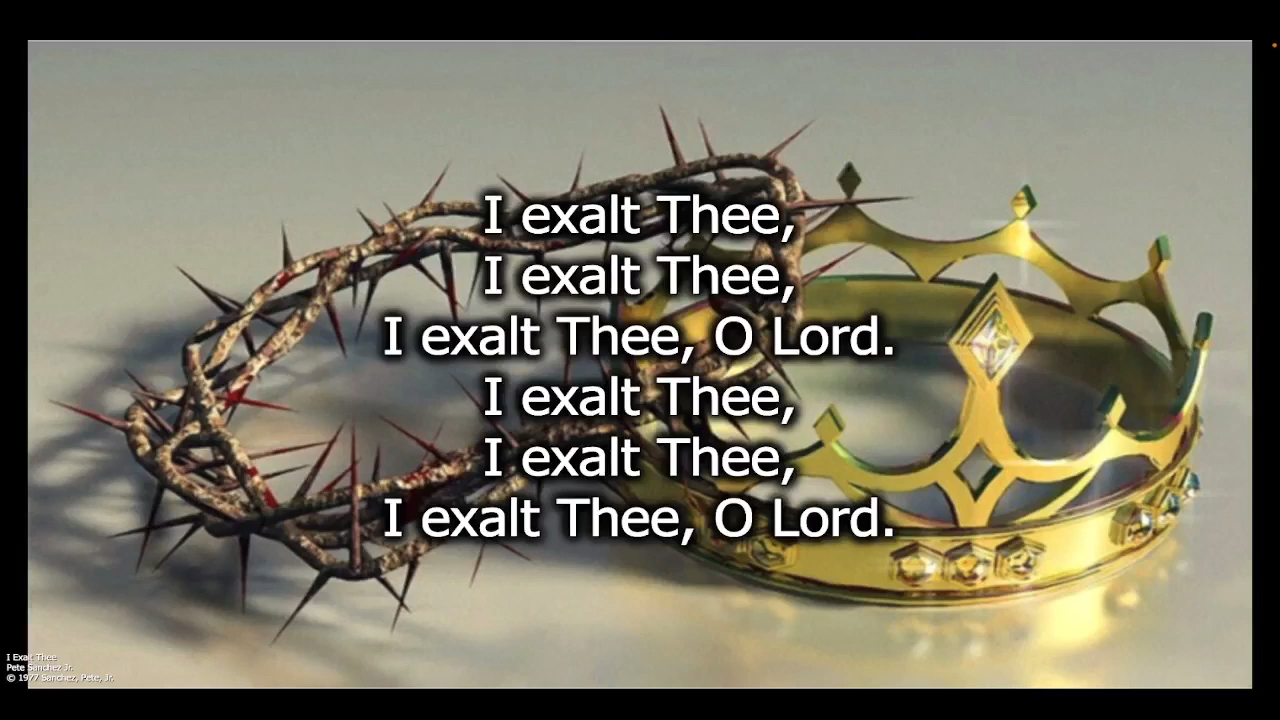 I exalt Thee,
I exalt Thee,
I exalt Thee, O Lord.
I exalt Thee,
I exalt Thee,
I exalt Thee, O Lord.
I Exalt Thee
Pete Sanchez Jr.
© 1977 Sanchez, Pete, Jr.